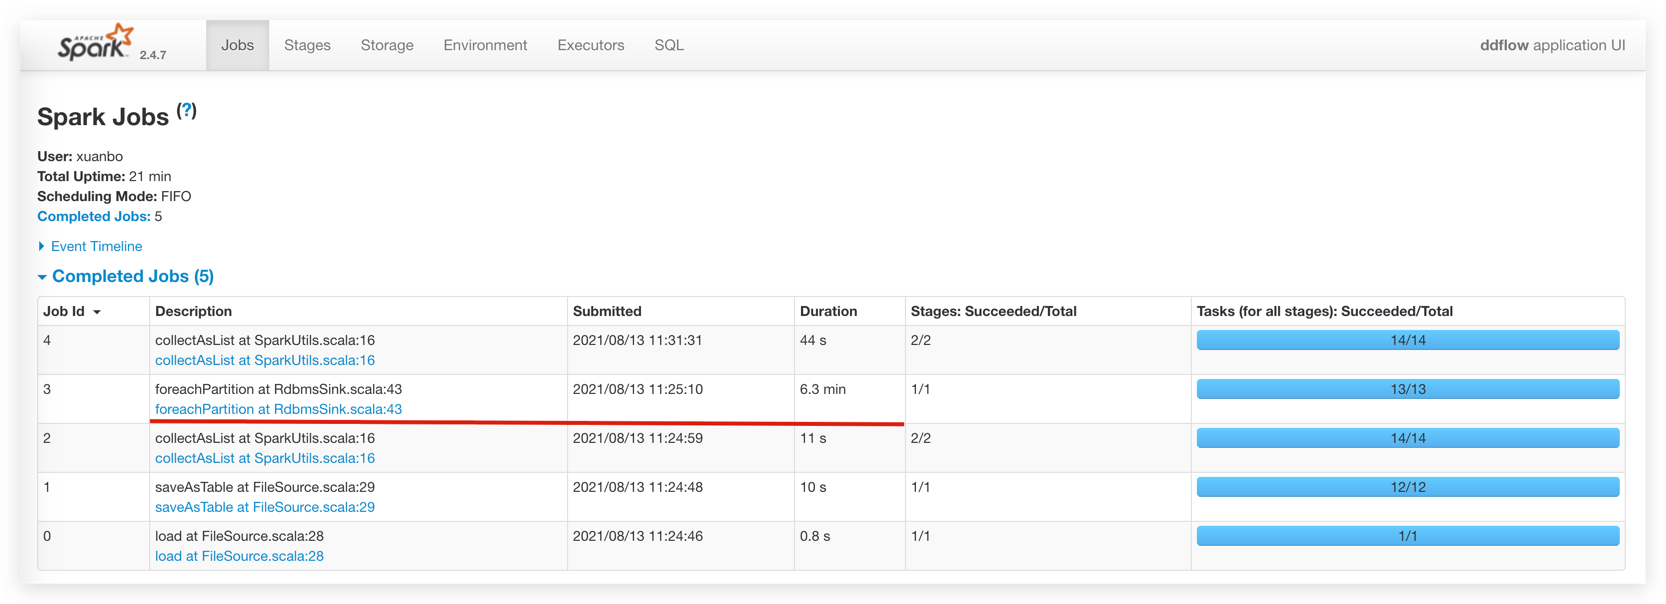 APACHE
Spark 2.4.7 Jobs Stages Storage Environment Executors SQL ddflow application UI
Spark Jobs (?)
User: xuanbo
Total Uptime: 21 min
Scheduling Mode: FIFO
Completed Jobs: 5
Event Timeline
Completed Jobs (5)
Job Id Description Submitted Duration Stages: Succeeded/Total Tasks (for all stages): Succeeded/Total
4 collectAsList at SparkUtils.scala:16 2021/08/13 11:31:31 44 s 2/2 14/14
collectAsList at SparkUtils.scala:16
3 foreachPartition at RdbmsSink.scala:43 2021/08/13 11:25:10 6.3 min 1/1 13/13
foreachPartition at RdbmsSink.scala:43
2 collectAsList at SparkUtils.scala:16 2021/08/13 11:24:59 11 s 2/2 14/14
collectAsList at SparkUtils.scala:16
1 saveAsTable at FileSource.scala:29 2021/08/13 11:24:48 10 s 1/1 12/12
saveAsTable at FileSource.scala:29
0 load at FileSource.scala:28 2021/08/13 11:24:46 0.8 s 1/1 1/1
load at FileSource.scala:28